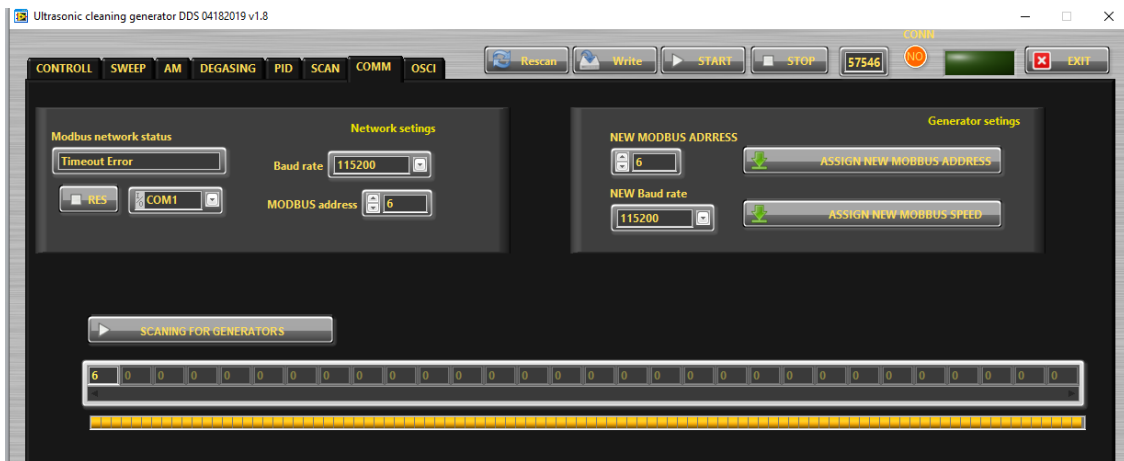 Ultrasonic cleaning generator DDS 04182019 v1.8
CONN
CONTROLL SWEEP AM DEGASING PID SCAN COMM OSCI
Rescan Write START STOP 57546 NO EXIT
Network setings
Modbus network status
Timeout Error
Baud rate 115200
RES COM1
MODBUS address 6
Generator setings
NEW MODBUS ADRRESS
6 ASSIGN NEW MOBBUS ADDRESS
NEW Baud rate
115200 ASSIGN NEW MOBBUS SPEED
SCANING FOR GENERATORS
6 0 0 0 0 0 0 0 0 0 0 0 0 0 0 0 0 0 0 0 0 0 0 0 0 0 0 0 0 0